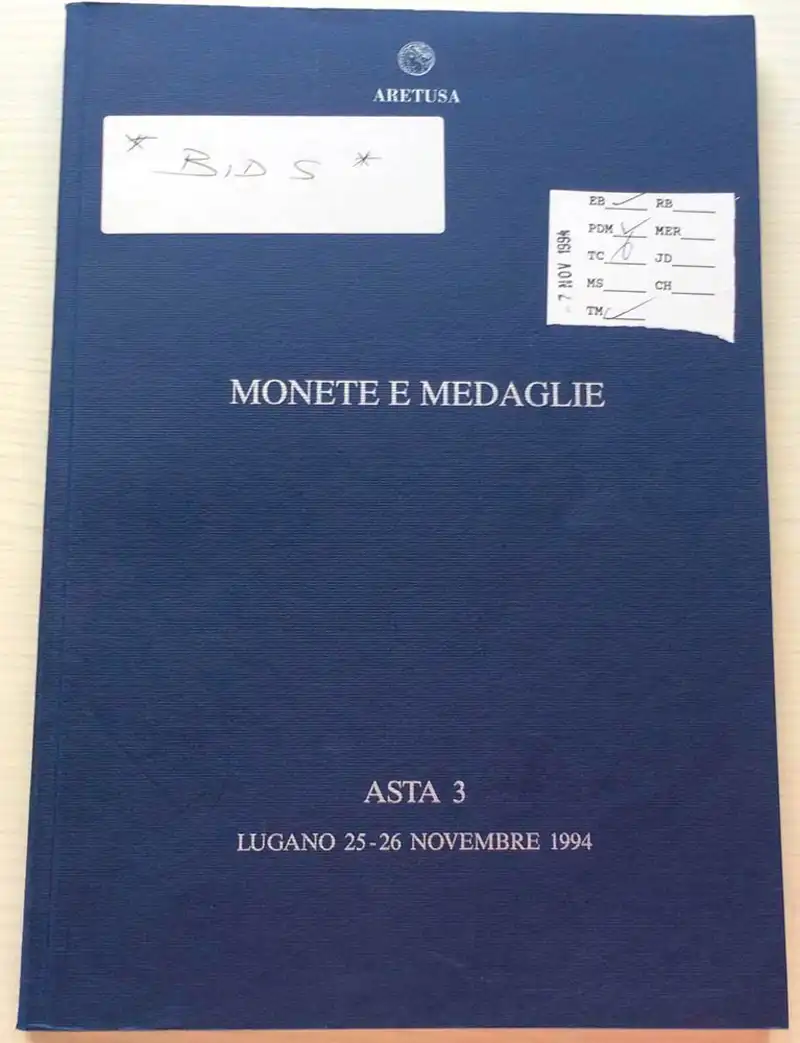 ARETUSA
* BIDS *
EB RB
PDM MER
TC JD
MS CH
TM
7 NOV 1994
MONETE E MEDAGLIE
ASTA 3
LUGANO 25-26 NOVEMBRE 1994